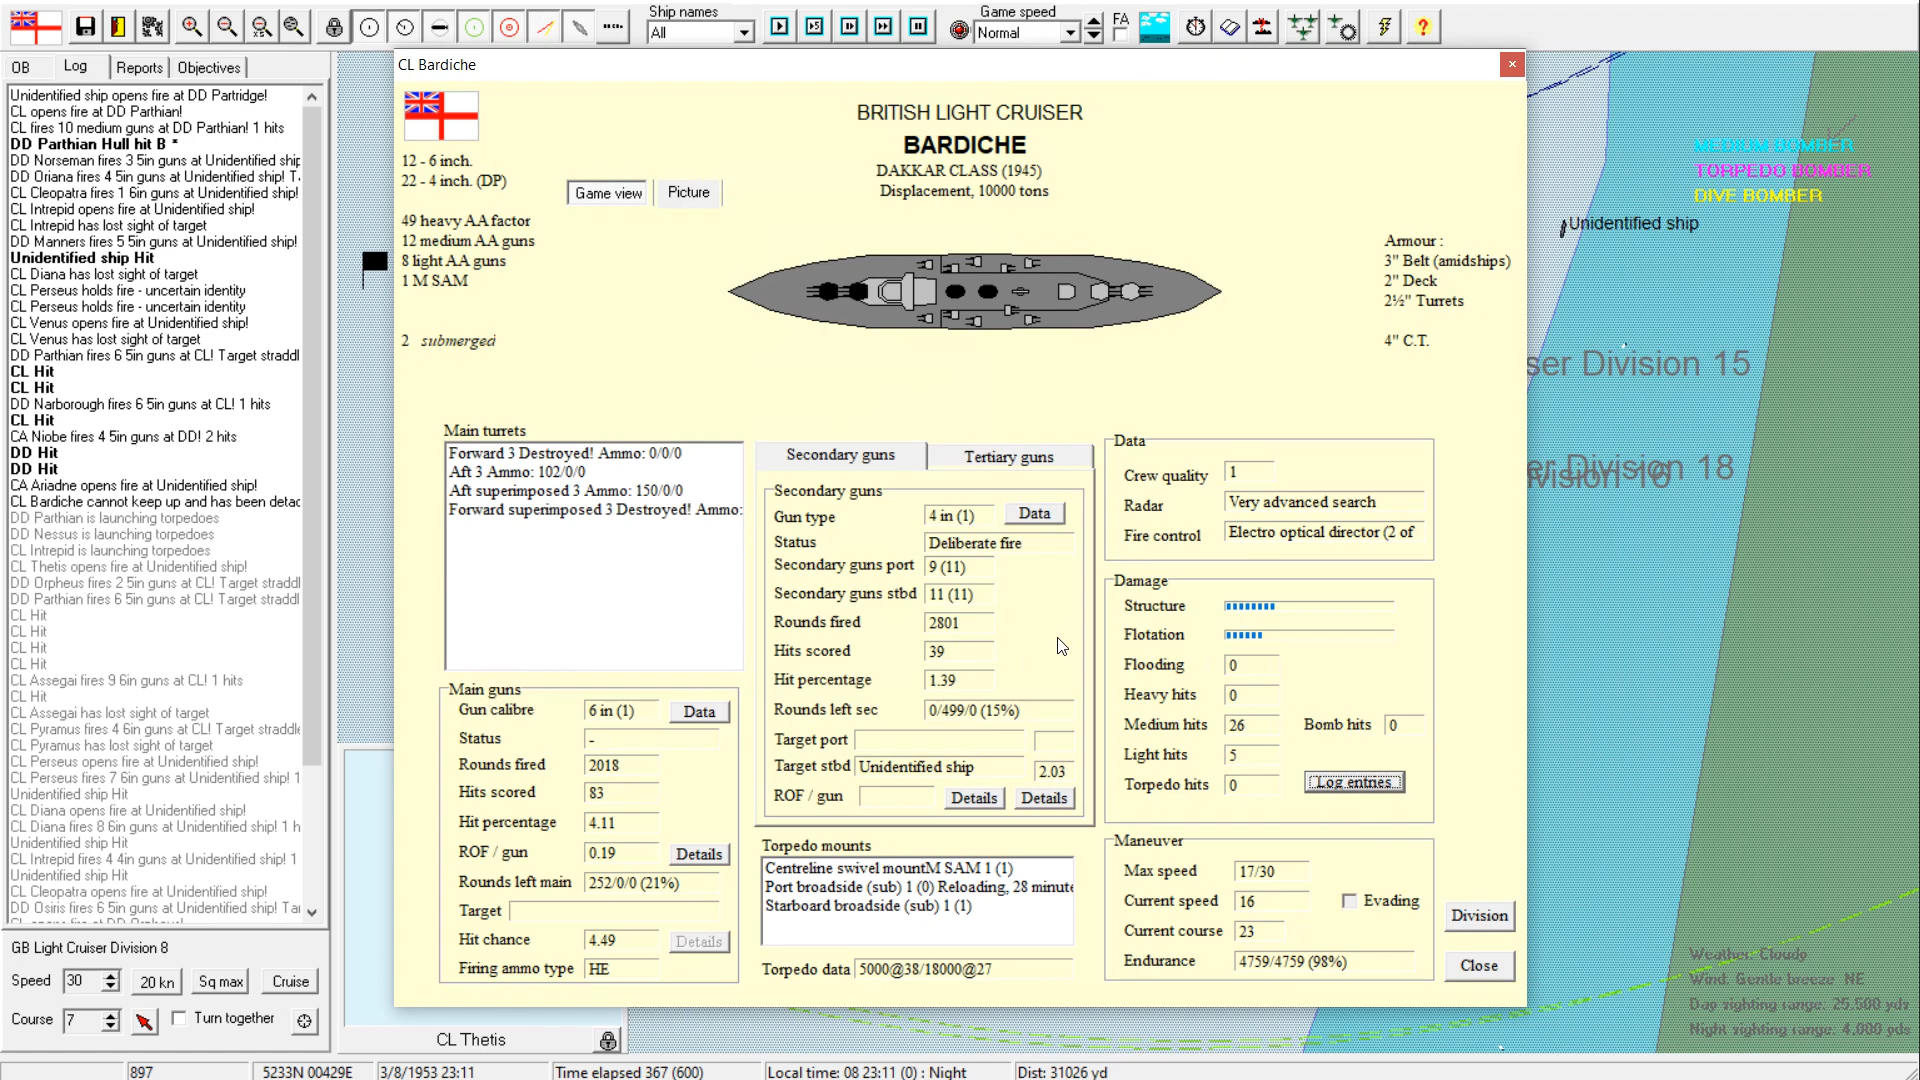 Ship names
All
Game speed
Normal
FA
OB
Log
Reports
Objectives
Unidentified ship opens fire at DD Partridge!
CL opens fire at DD Parthian!
CL fires 10 medium guns at DD Parthian! 1 hits
DD Parthian Hull hit B *
DD Norseman fires 3 5in guns at Unidentified ship
DD Oriana fires 4 5in guns at Unidentified ship! T
CL Cleopatra fires 1 6in guns at Unidentified ship!
CL Intrepid opens fire at Unidentified ship!
CL Intrepid has lost sight of target
DD Manners fires 5 5in guns at Unidentified ship!
Unidentified ship Hit
CL Diana has lost sight of target
CL Perseus holds fire - uncertain identity
CL Perseus holds fire - uncertain identity
CL Venus opens fire at Unidentified ship!
CL Venus has lost sight of target
DD Parthian fires 6 5in guns at CL! Target straddl
CL Hit
CL Hit
DD Narborough fires 6 5in guns at CL! 1 hits
CL Hit
CA Niobe fires 4 5in guns at DD! 2 hits
DD Hit
DD Hit
CA Ariadne opens fire at Unidentified ship!
CL Bardiche cannot keep up and has been detac
DD Parthian is launching torpedoes
DD Nessus is launching torpedoes
CL Intrepid is launching torpedoes
CL Thetis opens fire at Unidentified ship!
DD Orpheus fires 2 5in guns at CL! Target straddl
DD Parthian fires 6 5in guns at CL! Target straddl
CL Hit
CL Hit
CL Hit
CL Hit
CL Assegai fires 9 6in guns at CL! 1 hits
CL Hit
CL Assegai has lost sight of target
CL Pyramus fires 4 6in guns at CL! Target straddle
CL Pyramus has lost sight of target
CL Perseus opens fire at Unidentified ship!
CL Perseus fires 7 6in guns at Unidentified ship! 1
Unidentified ship Hit
CL Diana opens fire at Unidentified ship!
CL Diana fires 8 6in guns at Unidentified ship! 1 h
Unidentified ship Hit
CL Intrepid fires 4 4in guns at Unidentified ship! 1
Unidentified ship Hit
CL Cleopatra opens fire at Unidentified ship!
DD Osiris fires 6 5in guns at Unidentified ship! Tar
GB Light Cruiser Division 8
Speed 30 20 kn Sq max Cruise
Course 7 Turn together
CL Bardiche
BRITISH LIGHT CRUISER
BARDICHE
DAKKAR CLASS (1945)
Displacement, 10000 tons
12 - 6 inch.
22 - 4 inch. (DP)
Game view
Picture
49 heavy AA factor
12 medium AA guns
8 light AA guns
1 M SAM
2 submerged
Armour :
3" Belt (amidships)
2" Deck
2½" Turrets
4" C.T.
Main turrets
Forward 3 Destroyed! Ammo: 0/0/0
Aft 3 Ammo: 102/0/0
Aft superimposed 3 Ammo: 150/0/0
Forward superimposed 3 Destroyed! Ammo:
Main guns
Gun calibre 6 in (1) Data
Status -
Rounds fired 2018
Hits scored 83
Hit percentage 4.11
ROF / gun 0.19 Details
Rounds left main 252/0/0 (21%)
Target
Hit chance 4.49 Details
Firing ammo type HE
Secondary guns
Tertiary guns
Secondary guns
Gun type 4 in (1) Data
Status Deliberate fire
Secondary guns port 9 (11)
Secondary guns stbd 11 (11)
Rounds fired 2801
Hits scored 39
Hit percentage 1.39
Rounds left sec 0/499/0 (15%)
Target port
Target stbd Unidentified ship 2.03
ROF / gun Details Details
Torpedo mounts
Centreline swivel mountM SAM 1 (1)
Port broadside (sub) 1 (0) Reloading, 28 minute
Starboard broadside (sub) 1 (1)
Torpedo data 5000@38/18000@27
Data
Crew quality 1
Radar Very advanced search
Fire control Electro optical director (2 of
Damage
Structure
Flotation
Flooding 0
Heavy hits 0
Medium hits 26 Bomb hits 0
Light hits 5
Torpedo hits 0 Log entries
Maneuver
Max speed 17/30
Current speed 16 Evading
Current course 23
Endurance 4759/4759 (98%)
Division
Close
MEDIUM BOMBER
TORPEDO BOMBER
DIVE BOMBER
Unidentified ship
ser Division 15
er Division 18
Weather: Cloudy
Wind: Gentle breeze NE
Day sighting range: 25,500 yds
Night sighting range: 4,000 yds
CL Thetis
897
5233N 00429E
3/8/1953 23:11
Time elapsed 367 (600)
Local time: 08 23:11 (0) : Night
Dist: 31026 yd